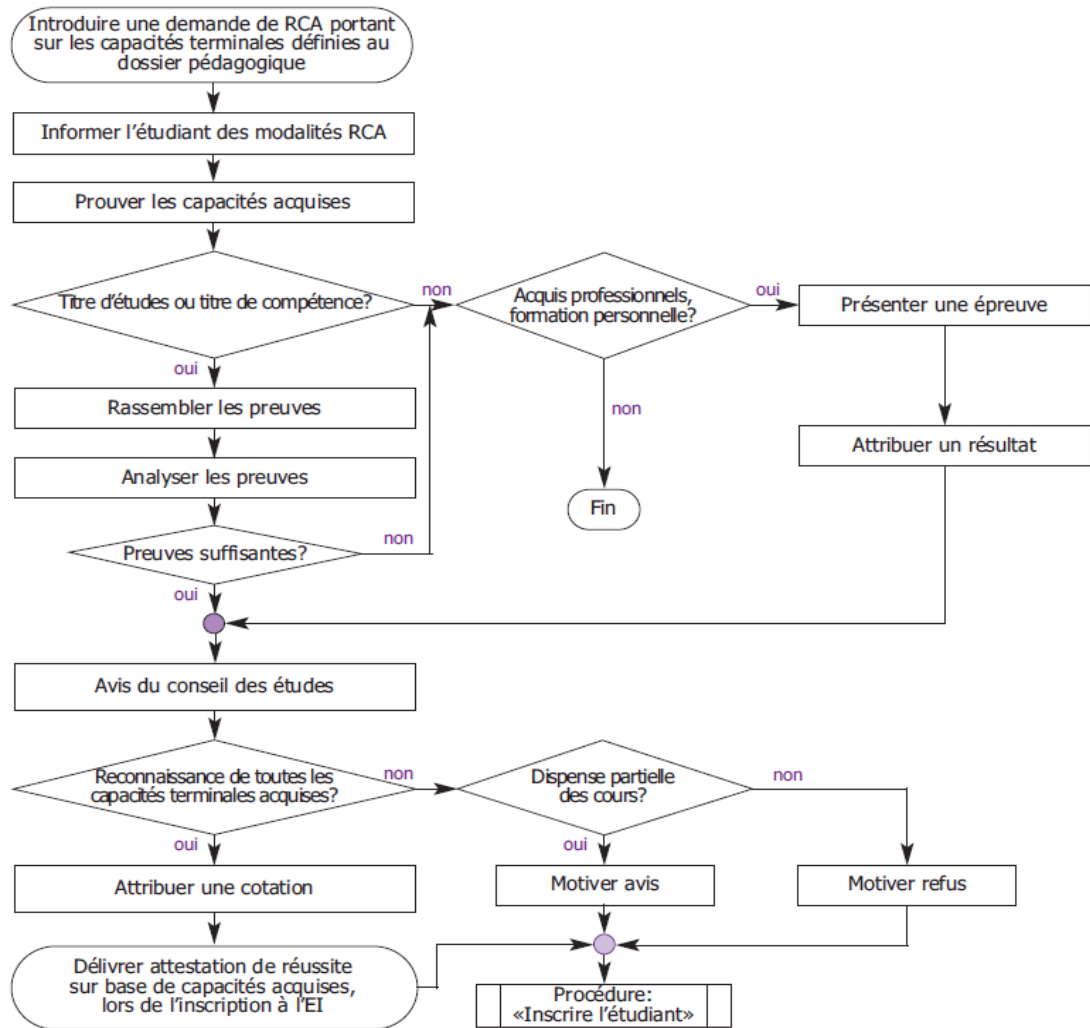 Introduire une demande de RCA portant
sur les capacités terminales définies au
dossier pédagogique
Informer l'étudiant des modalités RCA
Prouver les capacités acquises
Titre d'études ou titre de compétence?
non
Acquis professionnels,
formation personnelle?
oui
Présenter une épreuve
oui
Rassembler les preuves
non
Attribuer un résultat
Analyser les preuves
Fin
Preuves suffisantes?
non
oui
Avis du conseil des études
Reconnaissance de toutes les
capacités terminales acquises?
non
Dispense partielle
des cours?
non
oui
oui
Attribuer une cotation
Motiver avis
Motiver refus
Délivrer attestation de réussite
sur base de capacités acquises,
lors de l'inscription à l'EI
Procédure:
«Inscrire l'étudiant»